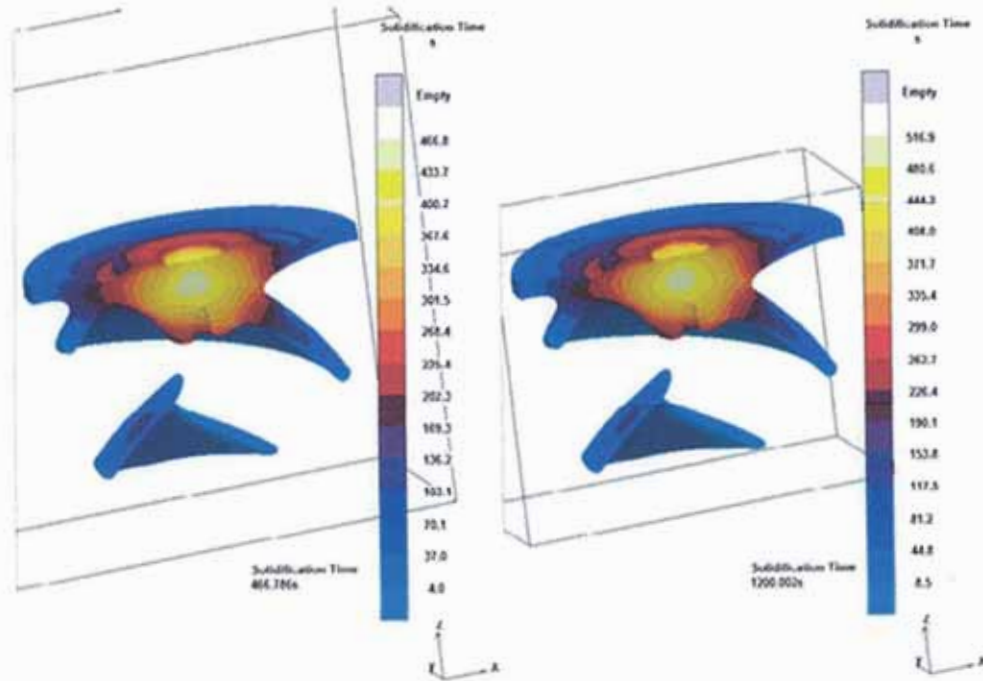 Solidification Time
s
Empty
466.8
433.7
400.7
367.6
334.6
301.5
268.4
235.4
202.3
169.3
136.2
103.1
70.1
37.0
4.0
Solidification Time
466.786s
Z
Y
X
Solidification Time
s
Empty
516.9
480.6
444.3
408.0
371.7
335.4
299.0
262.7
226.4
190.1
153.8
117.5
81.2
44.8
8.5
Solidification Time
1200.002s
Z
Y
X